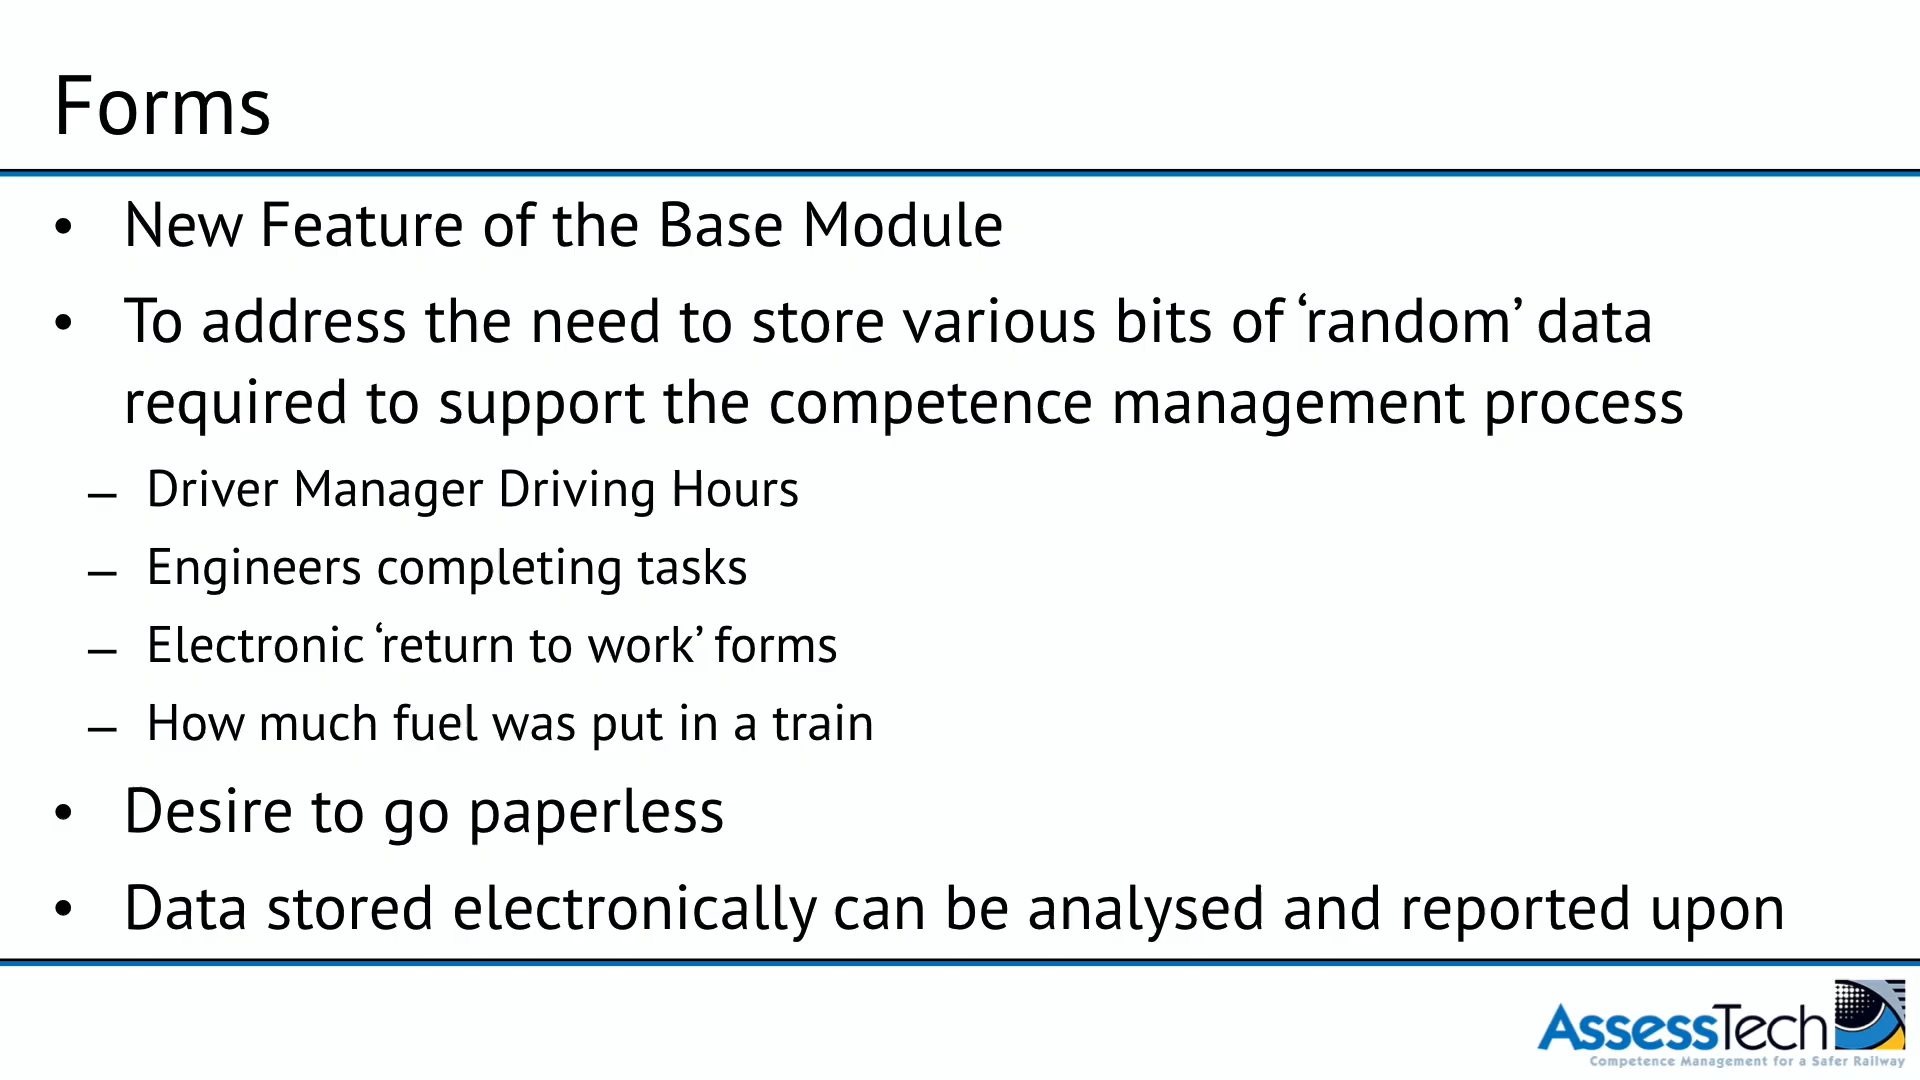 Forms
• New Feature of the Base Module
• To address the need to store various bits of ‘random’ data
required to support the competence management process
– Driver Manager Driving Hours
– Engineers completing tasks
– Electronic ‘return to work’ forms
– How much fuel was put in a train
• Desire to go paperless
• Data stored electronically can be analysed and reported upon
AssessTech
Competence Management for a Safer Railway